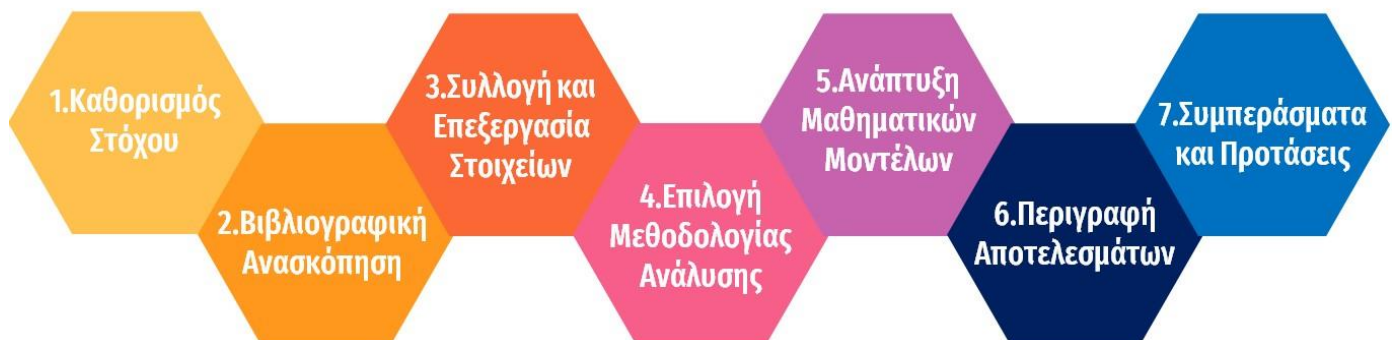 1.Καθορισμός
Στόχου
2.Βιβλιογραφική
Ανασκόπηση
3.Συλλογή και
Επεξεργασία
Στοιχείων
4.Επιλογή
Μεθοδολογίας
Ανάλυσης
5.Ανάπτυξη
Μαθηματικών
Μοντέλων
6.Περιγραφή
Αποτελεσμάτων
7.Συμπεράσματα
και Προτάσεις